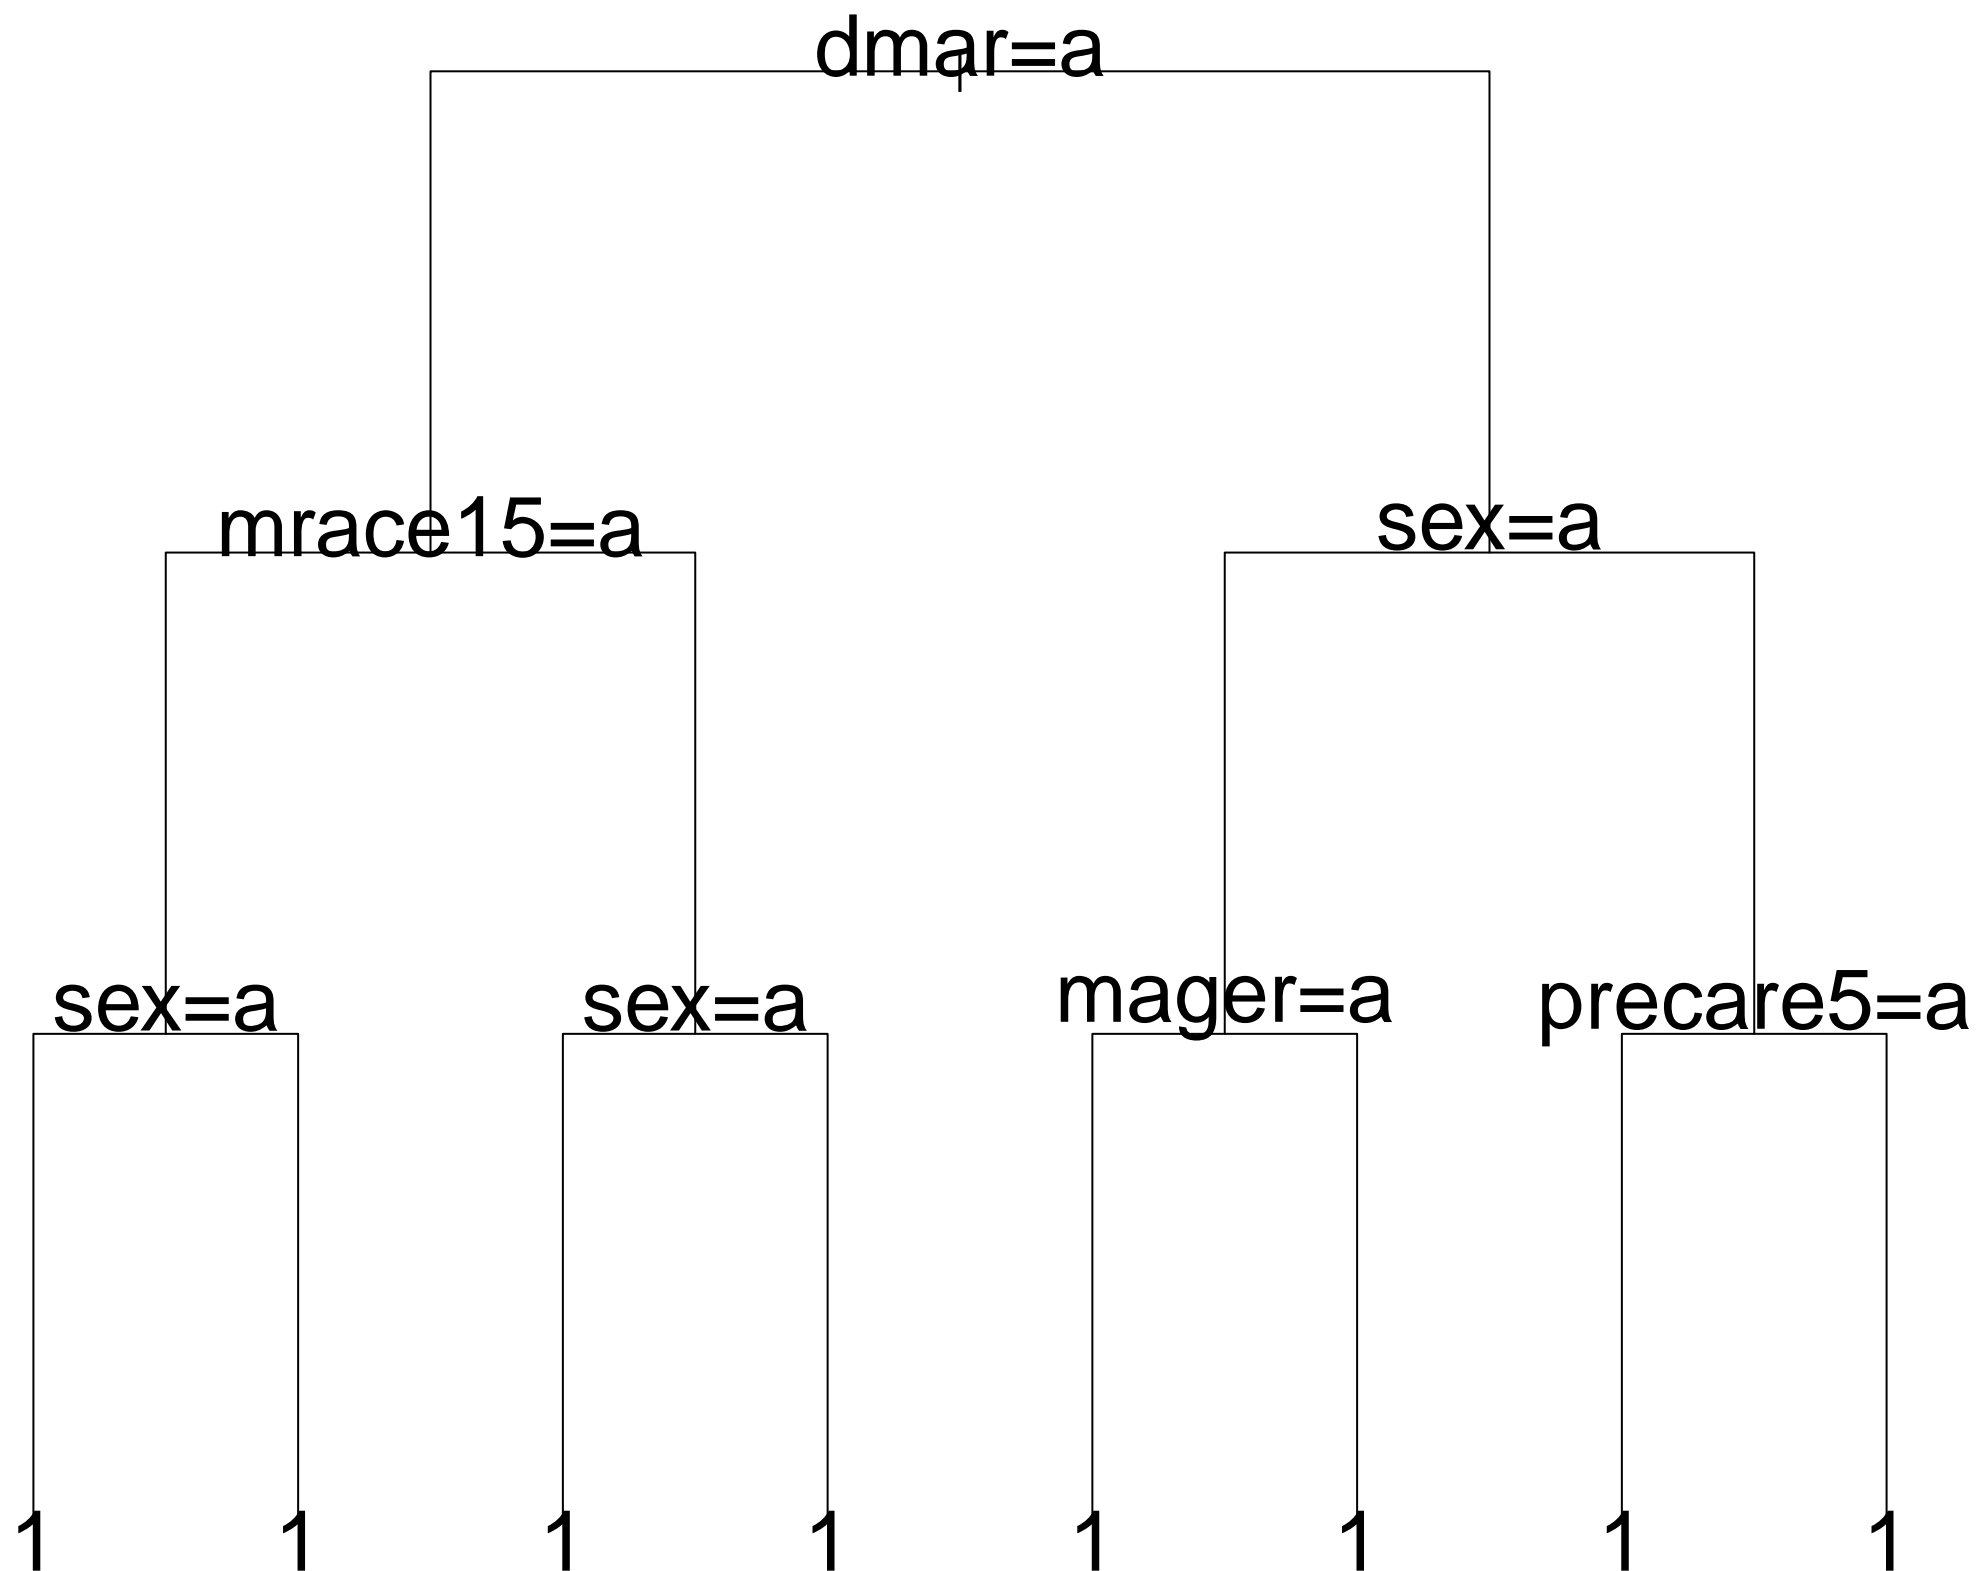 dmar=a
mrace15=a sex=a
sex=a sex=a mager=a precare5=a
1 1 1 1 1 1 1 1